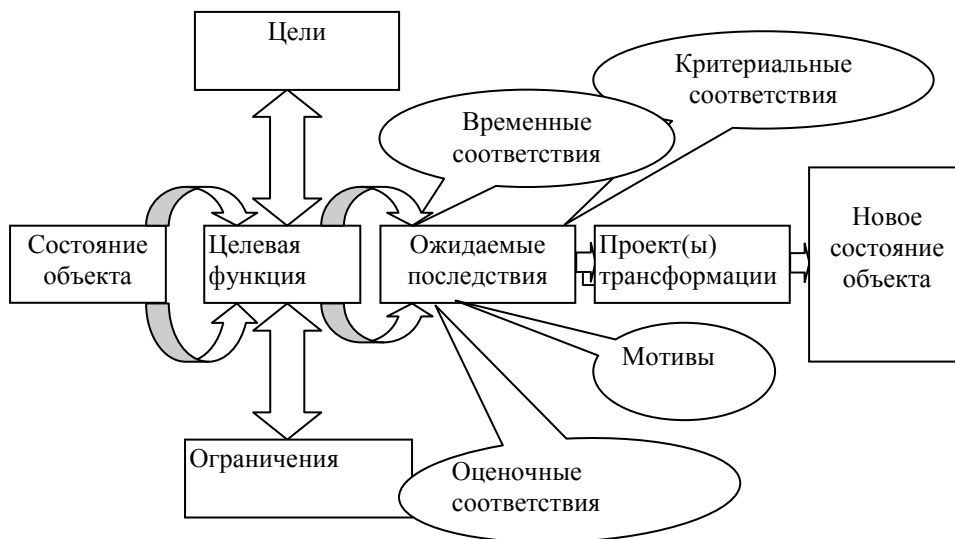 Цели
Критериальные
соответствия
Временные
соответствия
Состояние
объекта
Целевая
функция
Ожидаемые
последствия
Проект(ы)
трансформации
Новое
состояние
объекта
Мотивы
Ограничения
Оценочные
соответствия